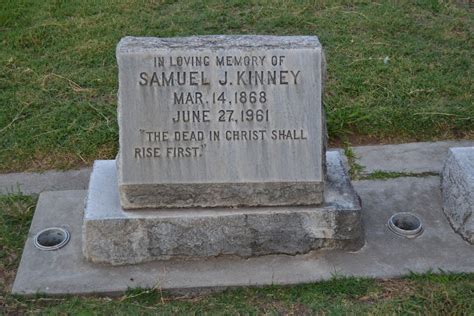 IN LOVING MEMORY OF
SAMUEL J. KINNEY
MAR. 14, 1868
JUNE 27, 1961
"THE DEAD IN CHRIST SHALL
RISE FIRST."